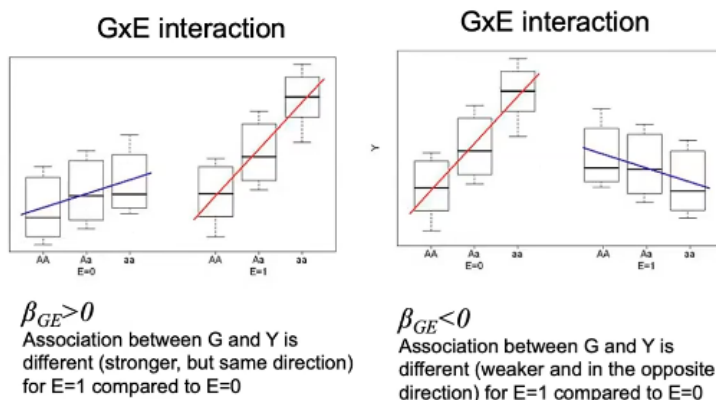 GxE interaction
AA Aa aa
E=0
AA Aa aa
E=1
β_GE>0
Association between G and Y is
different (stronger, but same direction)
for E=1 compared to E=0
GxE interaction
Y
AA Aa aa
E=0
AA Aa aa
E=1
β_GE<0
Association between G and Y is
different (weaker and in the opposite
direction) for E=1 compared to E=0